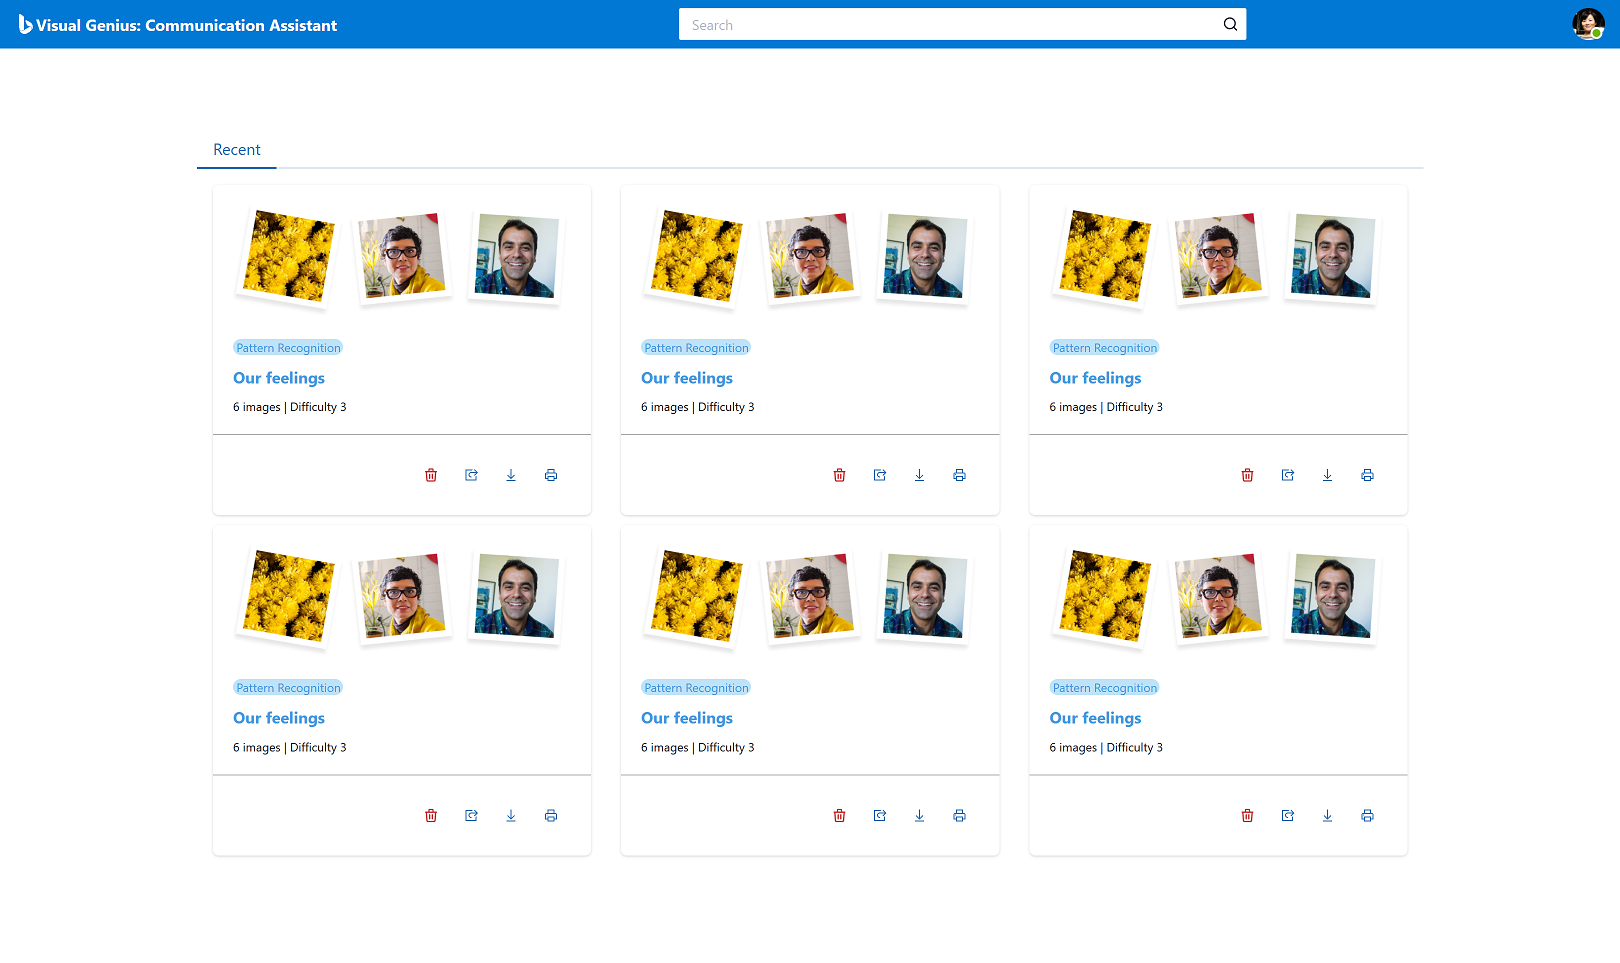 Visual Genius: Communication Assistant
Search
Recent
Pattern Recognition
Our feelings
6 images | Difficulty 3
Pattern Recognition
Our feelings
6 images | Difficulty 3
Pattern Recognition
Our feelings
6 images | Difficulty 3
Pattern Recognition
Our feelings
6 images | Difficulty 3
Pattern Recognition
Our feelings
6 images | Difficulty 3
Pattern Recognition
Our feelings
6 images | Difficulty 3